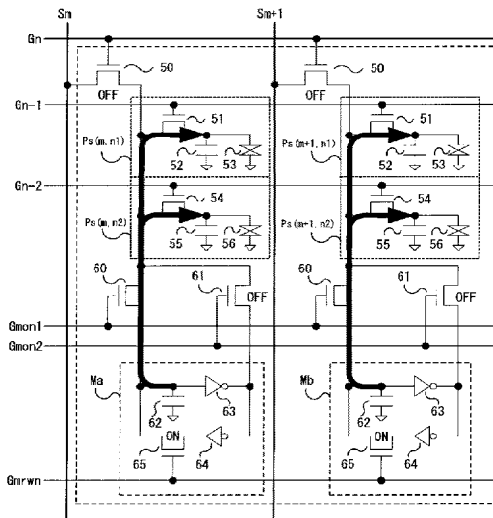 Sm Sm+1
Gn
50 50
OFF OFF
Gn-1
51 51
Ps(m,n1) 52 53 Ps(m+1,n1) 52 53
Gn-2
54 54
Ps(m,n2) 55 56 Ps(m+1,n2) 55 56
60 61 60 61
OFF OFF
Gmon1
Gmon2
Ma Mb
62 63 62 63
ON ON
65 64 65 64
Gmrwn